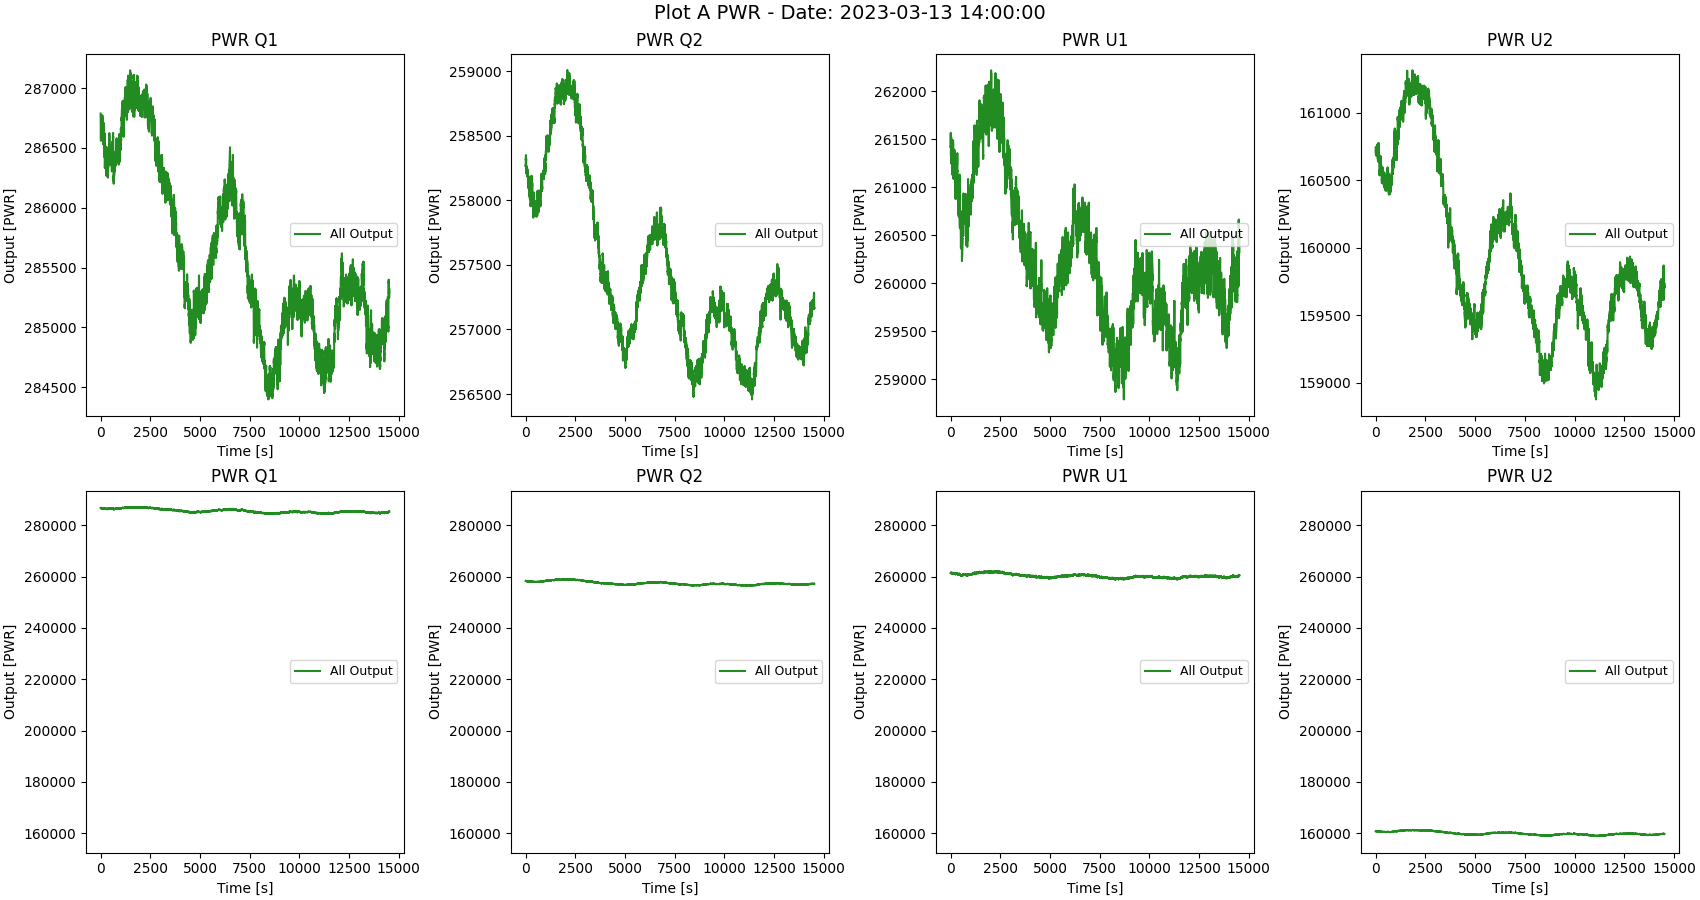 Plot A PWR - Date: 2023-03-13 14:00:00
PWR Q1
PWR Q2
PWR U1
PWR U2
Output [PWR]
287000
286500
286000
285500
285000
284500
All Output
0 2500 5000 7500 10000 12500 15000
Time [s]
Output [PWR]
259000
258500
258000
257500
257000
256500
All Output
0 2500 5000 7500 10000 12500 15000
Time [s]
Output [PWR]
262000
261500
261000
260500
260000
259500
259000
All Output
0 2500 5000 7500 10000 12500 15000
Time [s]
Output [PWR]
161000
160500
160000
159500
159000
All Output
0 2500 5000 7500 10000 12500 15000
Time [s]
PWR Q1
PWR Q2
PWR U1
PWR U2
Output [PWR]
280000
260000
240000
220000
200000
180000
160000
All Output
0 2500 5000 7500 10000 12500 15000
Time [s]
Output [PWR]
280000
260000
240000
220000
200000
180000
160000
All Output
0 2500 5000 7500 10000 12500 15000
Time [s]
Output [PWR]
280000
260000
240000
220000
200000
180000
160000
All Output
0 2500 5000 7500 10000 12500 15000
Time [s]
Output [PWR]
280000
260000
240000
220000
200000
180000
160000
All Output
0 2500 5000 7500 10000 12500 15000
Time [s]